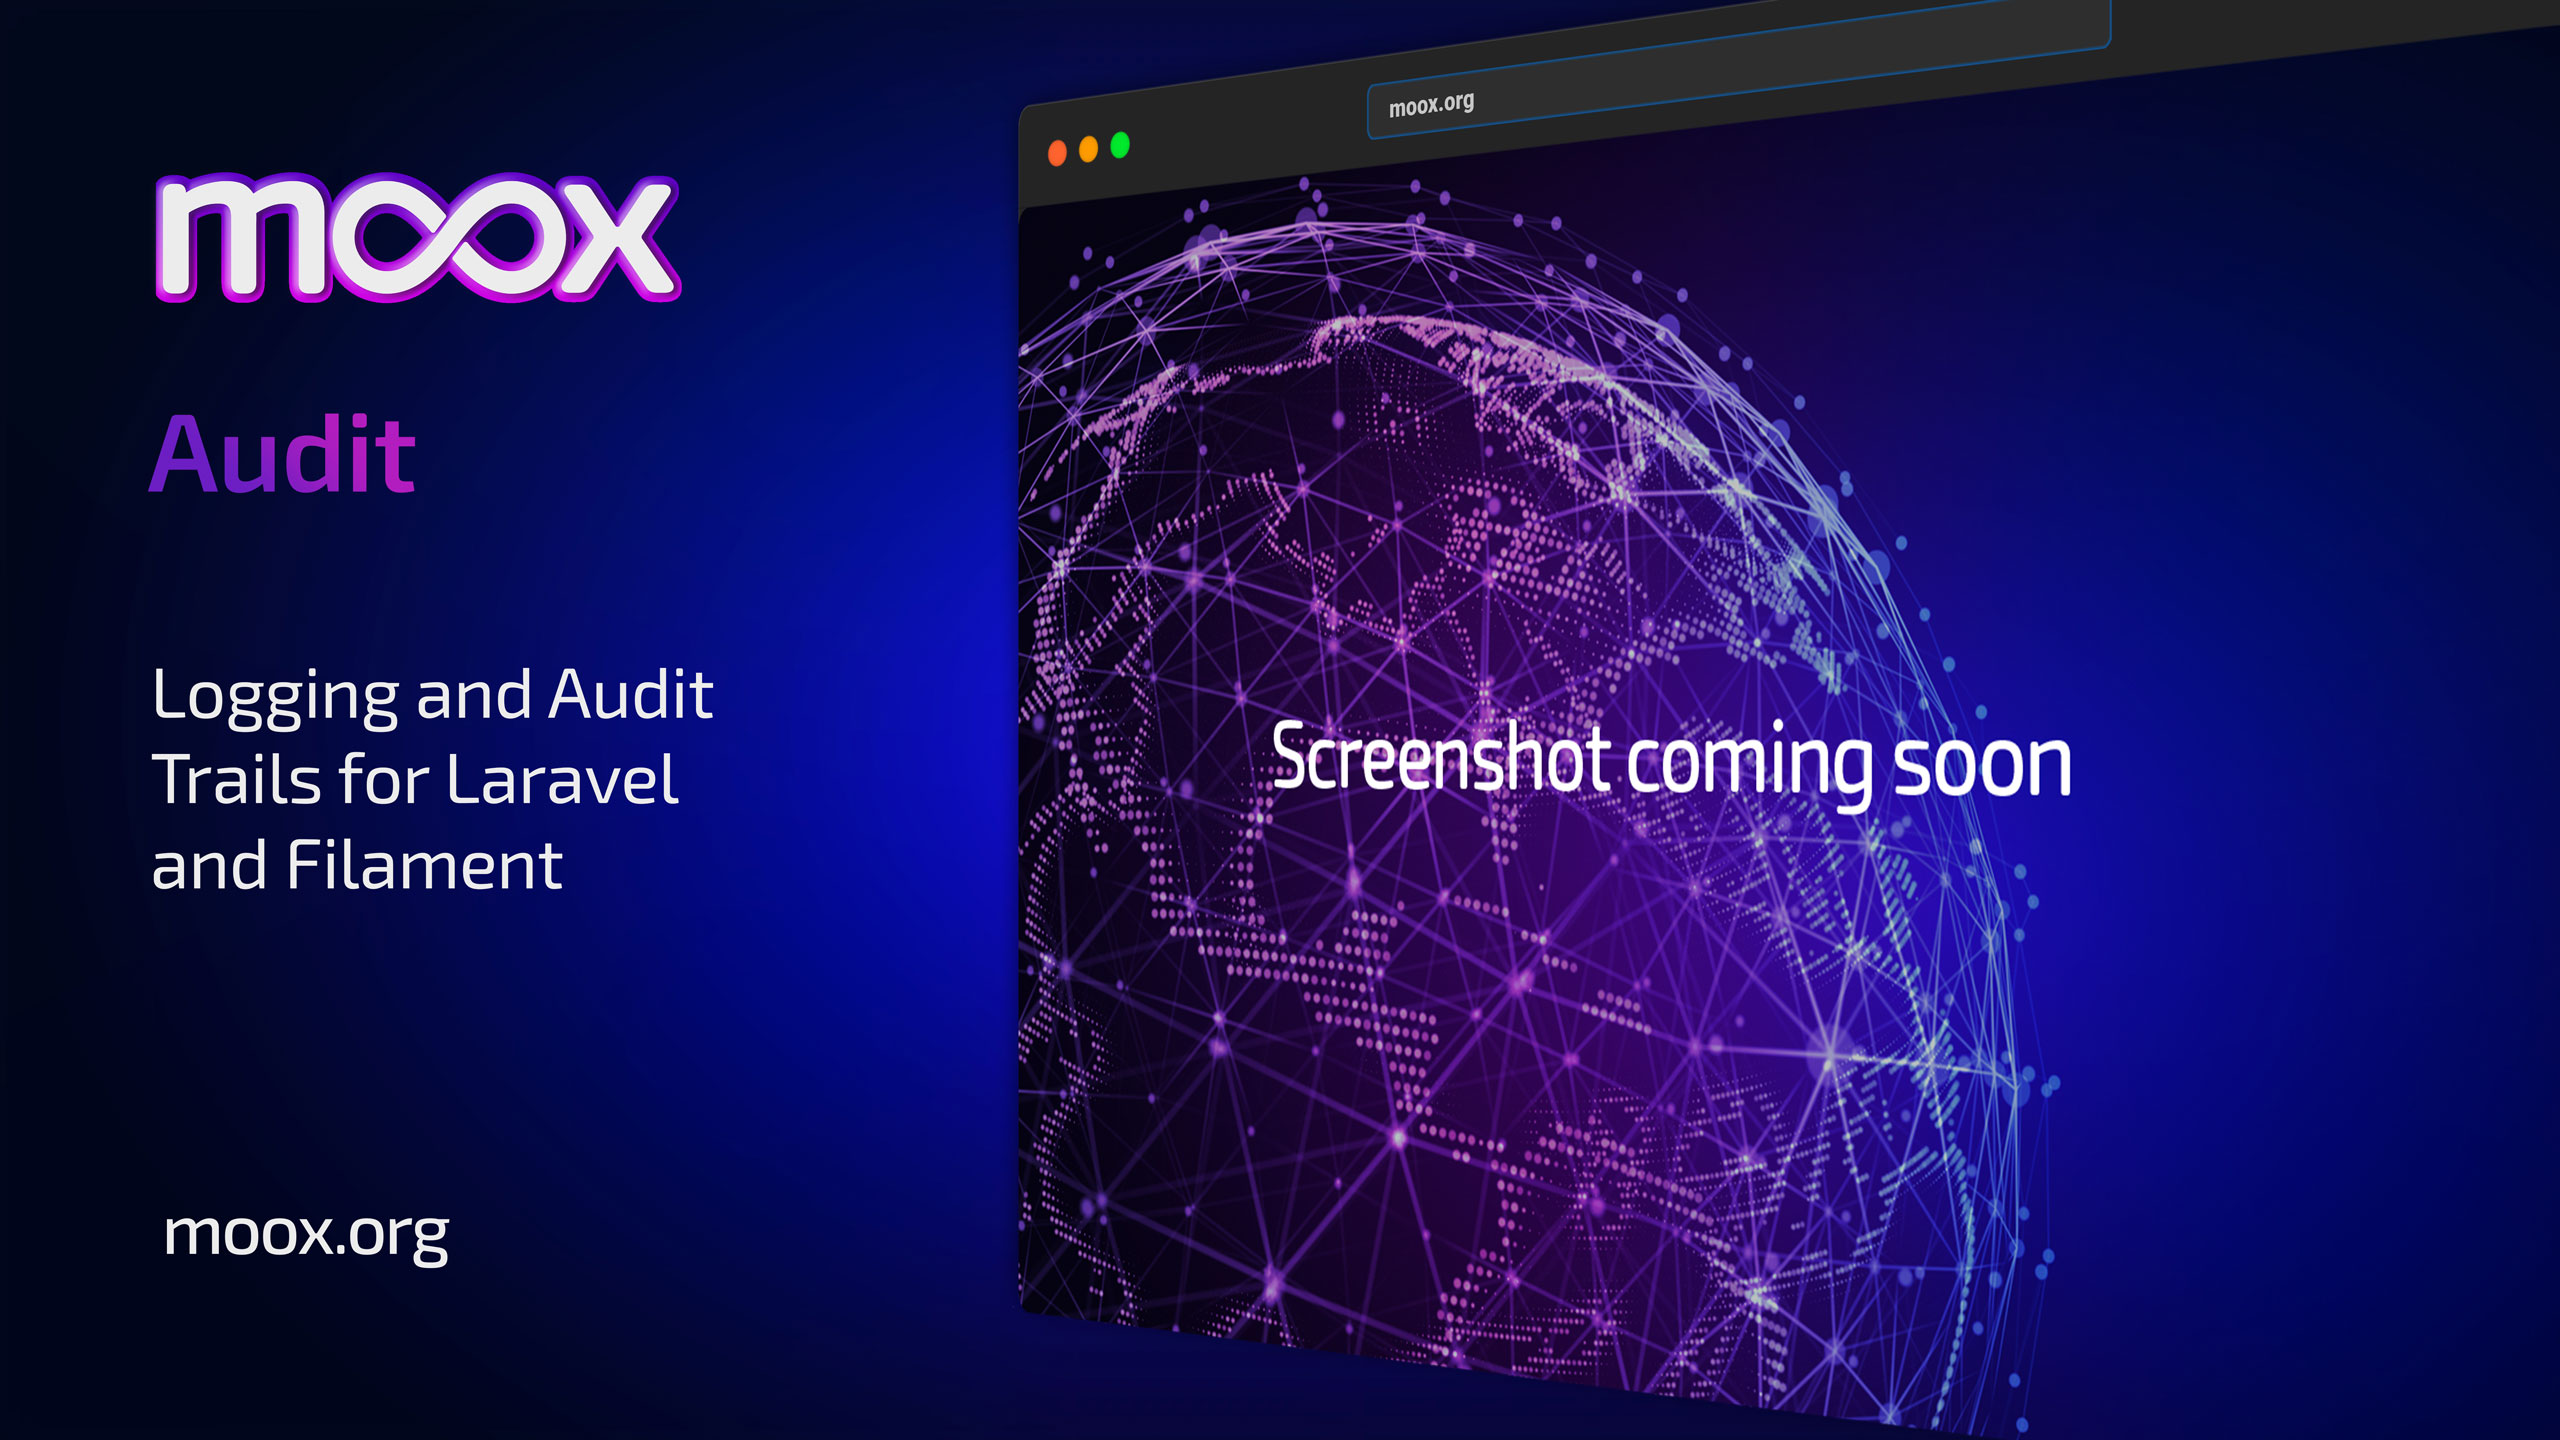 moox
Audit
Logging and Audit
Trails for Laravel
and Filament
moox.org
moox.org
Screenshot coming soon